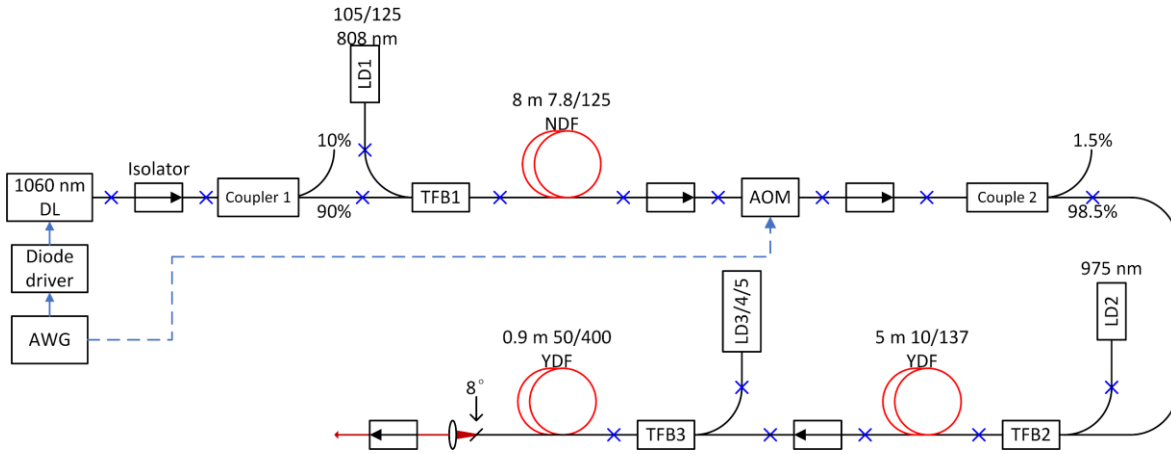 105/125
808 nm
LD1
8 m 7.8/125
NDF
10%
1.5%
Isolator
1060 nm
DL
Coupler 1
TFB1
AOM
Couple 2
90%
98.5%
Diode
driver
975 nm
LD3/4/5
LD2
AWG
0.9 m 50/400
YDF
5 m 10/137
YDF
8°
TFB3
TFB2